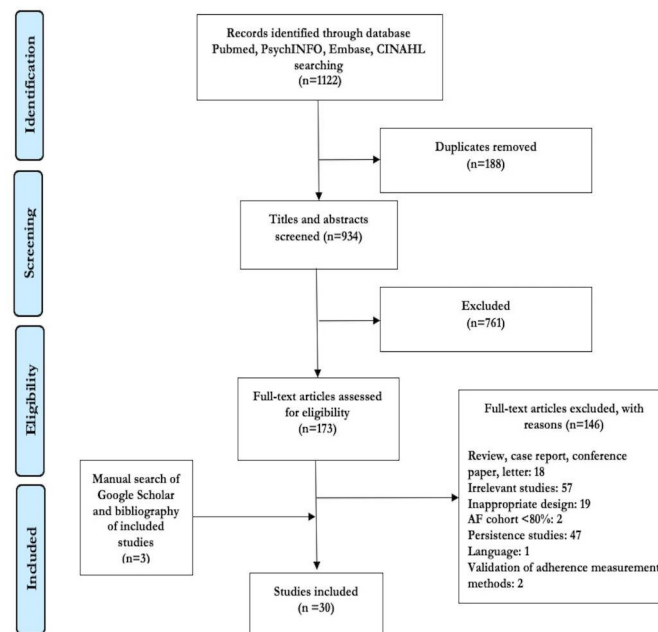 Identification
Records identified through database
Pubmed, PsychINFO, Embase, CINAHL
searching
(n=1122)
Duplicates removed
(n=188)
Screening
Titles and abstracts
screened (n=934)
Excluded
(n=761)
Eligibility
Full-text articles assessed
for eligibility
(n=173)
Full-text articles excluded, with
reasons (n=146)
Review, case report, conference
paper, letter: 18
Irrelevant studies: 57
Inappropriate design: 19
AF cohort <80%: 2
Persistence studies: 47
Language: 1
Validation of adherence measurement
methods: 2
Manual search of
Google Scholar
and bibliography
of included
studies
(n=3)
Included
Studies included
(n =30)